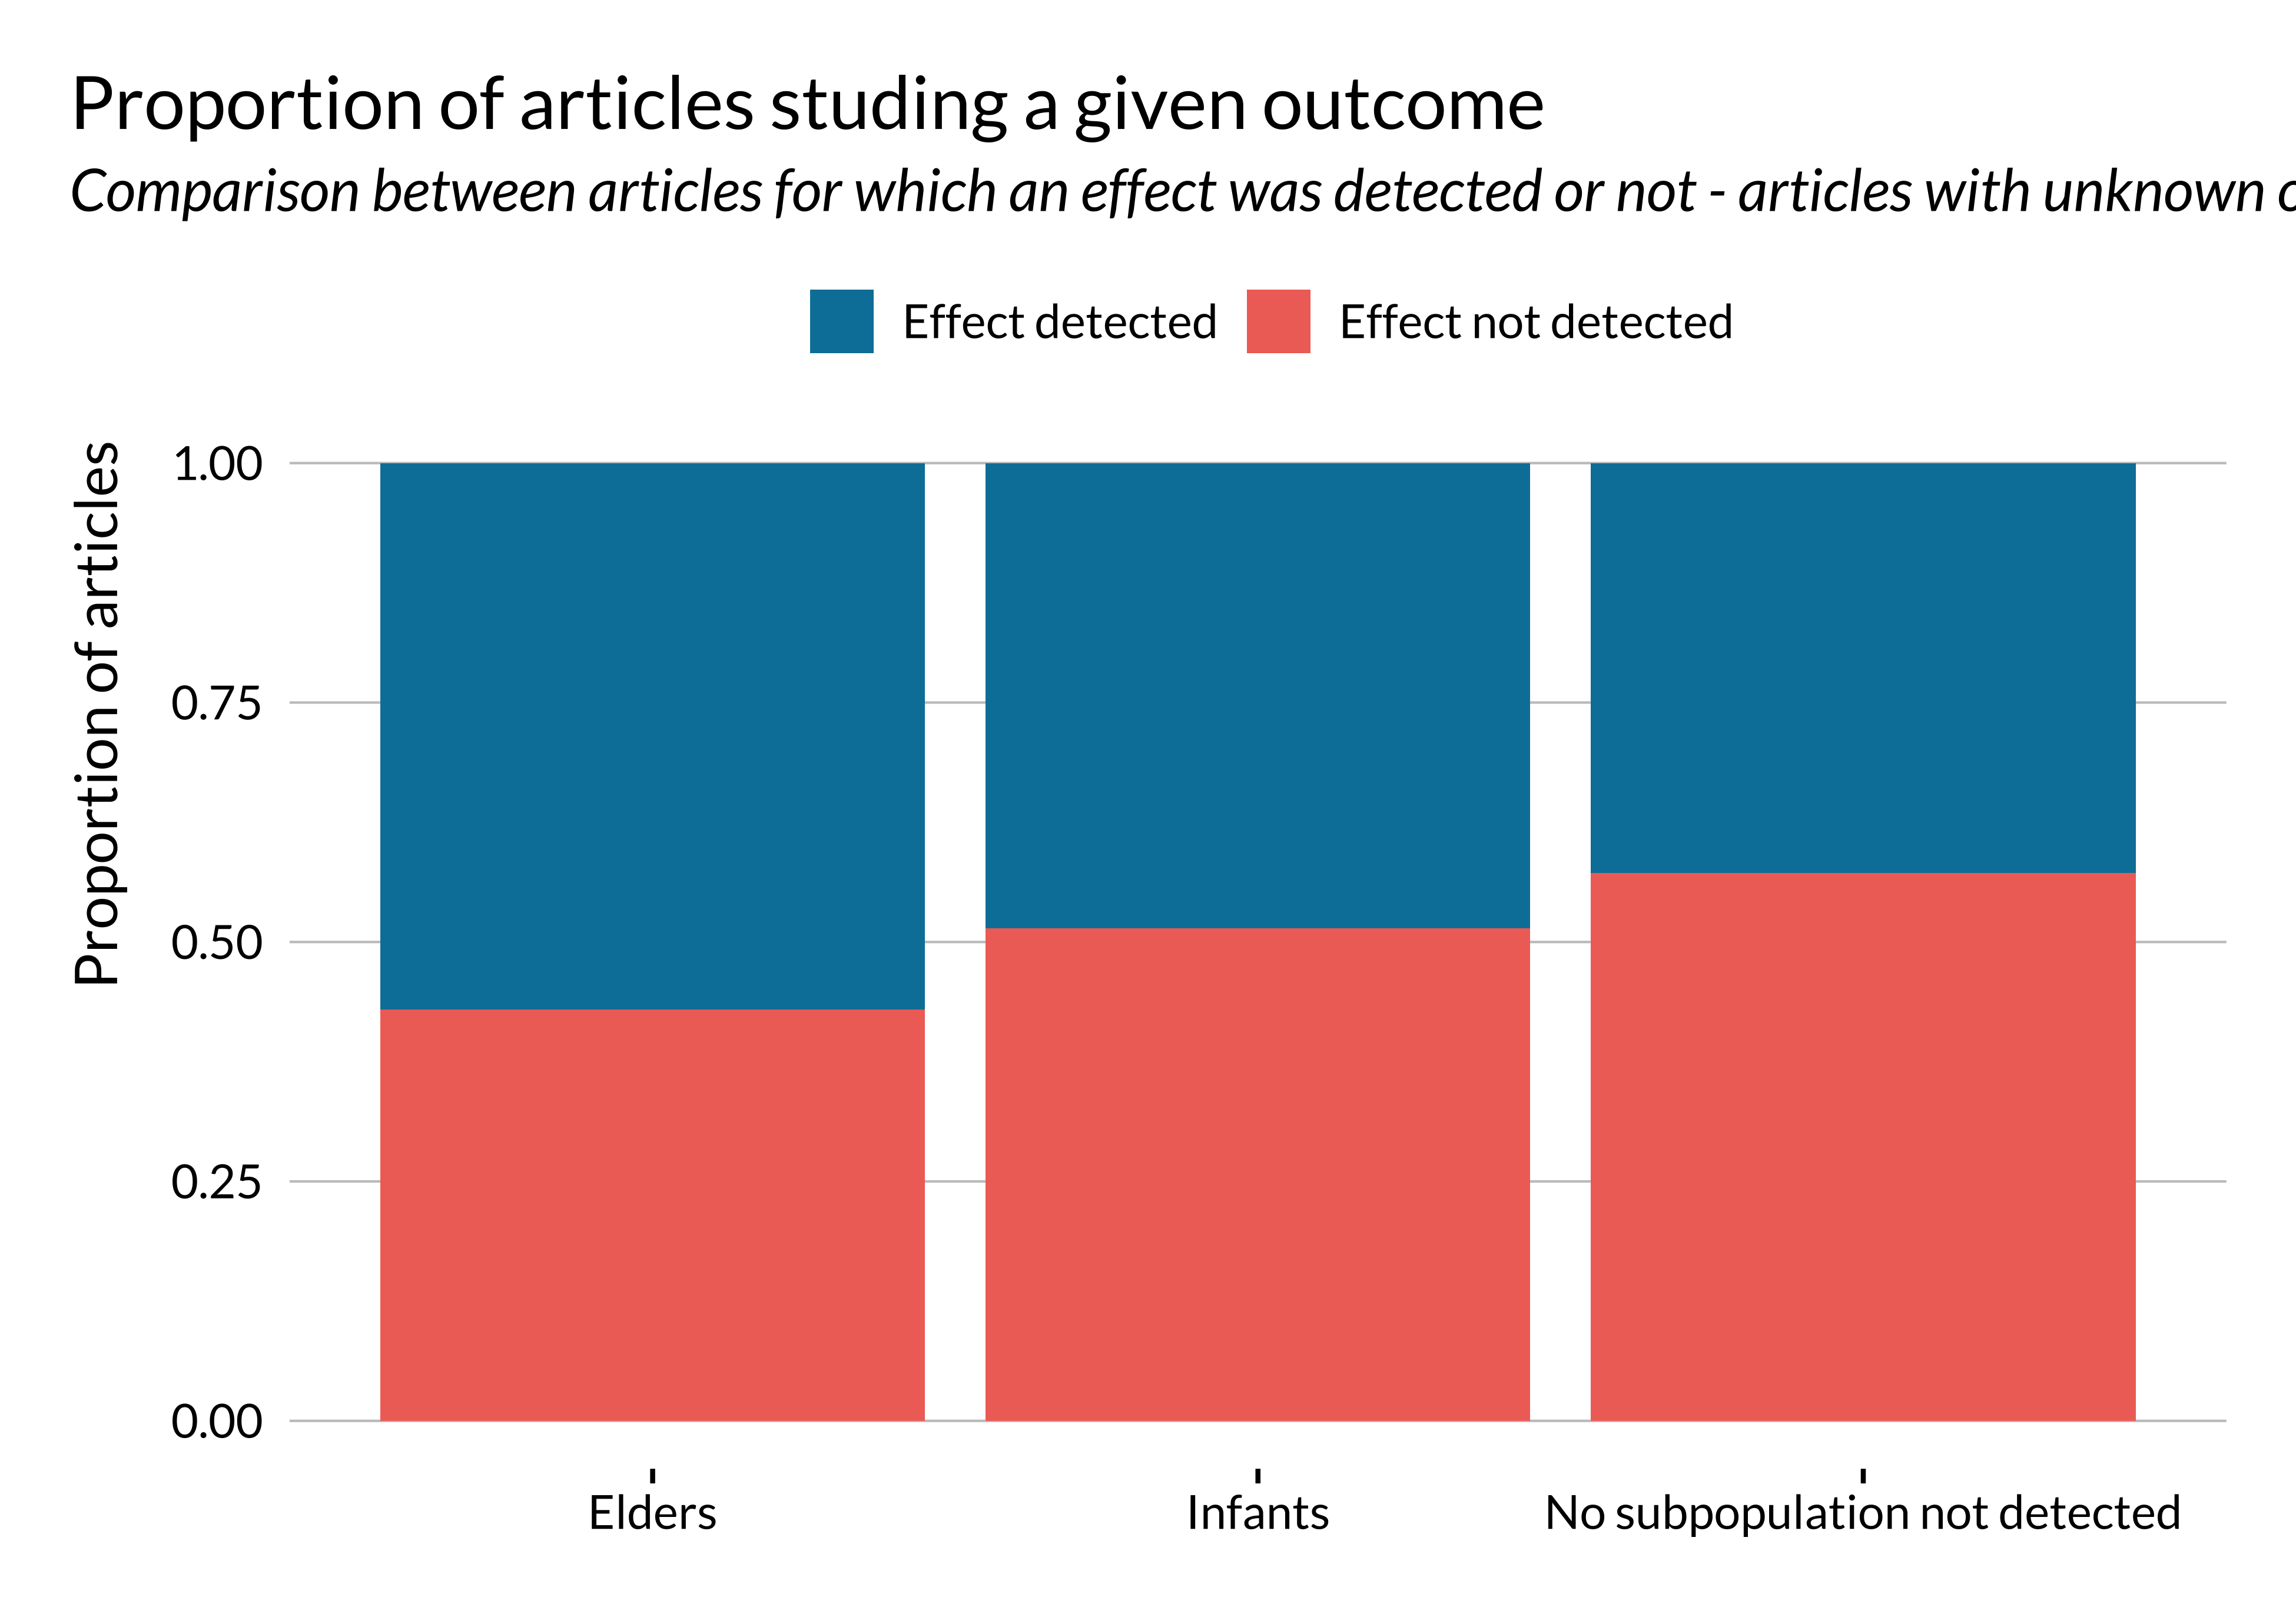 Proportion of articles studing a given outcome
Comparison between articles for which an effect was detected or not - articles with unknown
Effect detected
Effect not detected
Proportion of articles
1.00
0.75
0.50
0.25
0.00
Elders
Infants
No subpopulation not detected